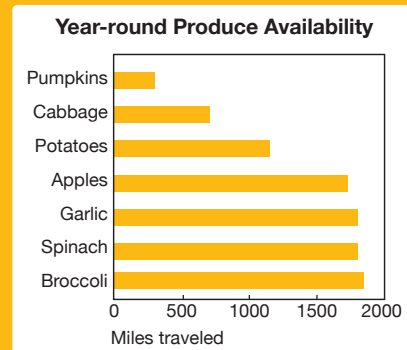 Year-round Produce Availability
Pumpkins
Cabbage
Potatoes
Apples
Garlic
Spinach
Broccoli
0 500 1000 1500 2000
Miles traveled